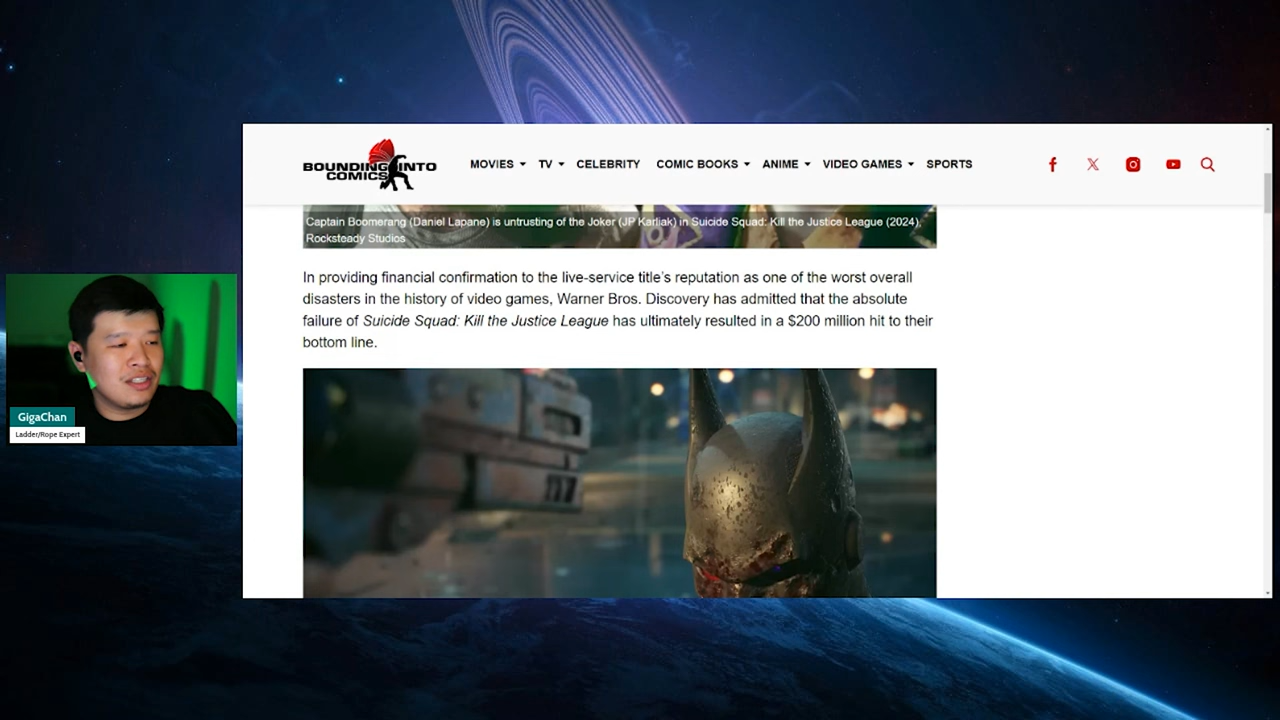 BOUNDING INTO
COMICS
MOVIES TV CELEBRITY COMIC BOOKS ANIME VIDEO GAMES SPORTS
Captain Boomerang (Daniel Lapane) is untrusting of the Joker (JP Karliak) in Suicide Squad: Kill the Justice League (2024),
Rocksteady Studios
In providing financial confirmation to the live-service title's reputation as one of the worst overall
disasters in the history of video games, Warner Bros. Discovery has admitted that the absolute
failure of Suicide Squad: Kill the Justice League has ultimately resulted in a $200 million hit to their
bottom line.
GigaChan
Ladder/Rope Expert